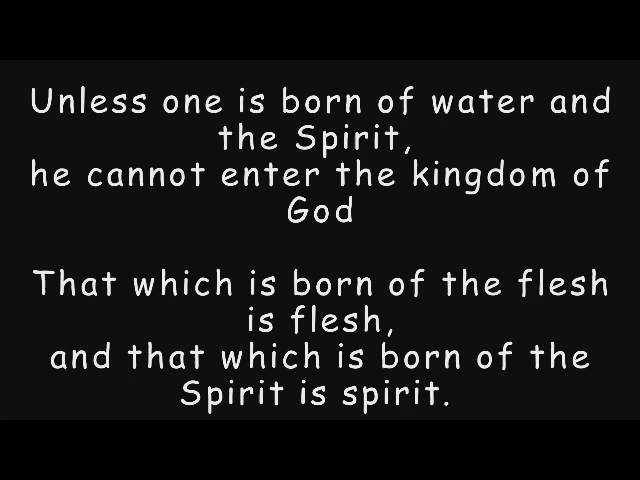 Unless one is born of water and
the Spirit,
he cannot enter the kingdom of
God
That which is born of the flesh
is flesh,
and that which is born of the
Spirit is spirit.